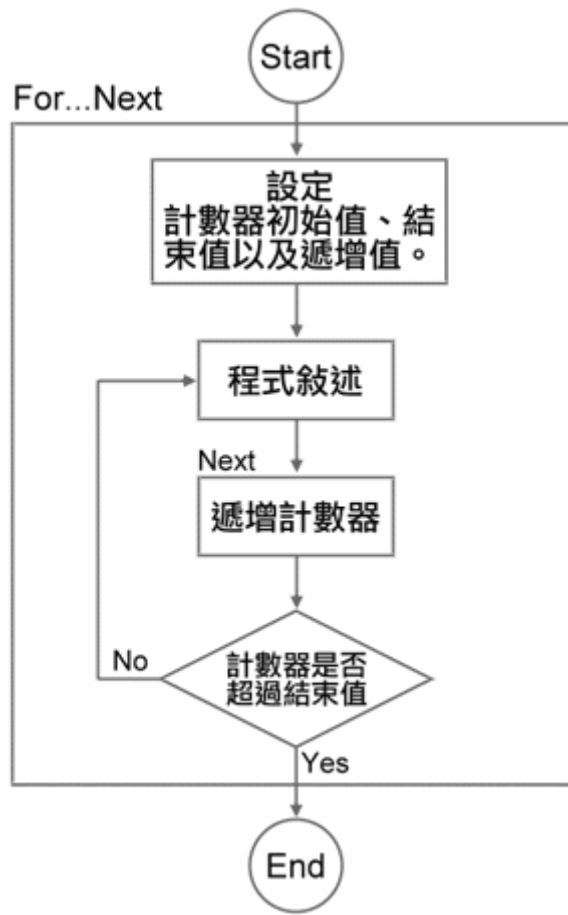 Start
For...Next
設定
計數器初始值、結
束值以及遞增值。
程式敍述
Next
遞增計數器
計數器是否
超過結束值
No
Yes
End